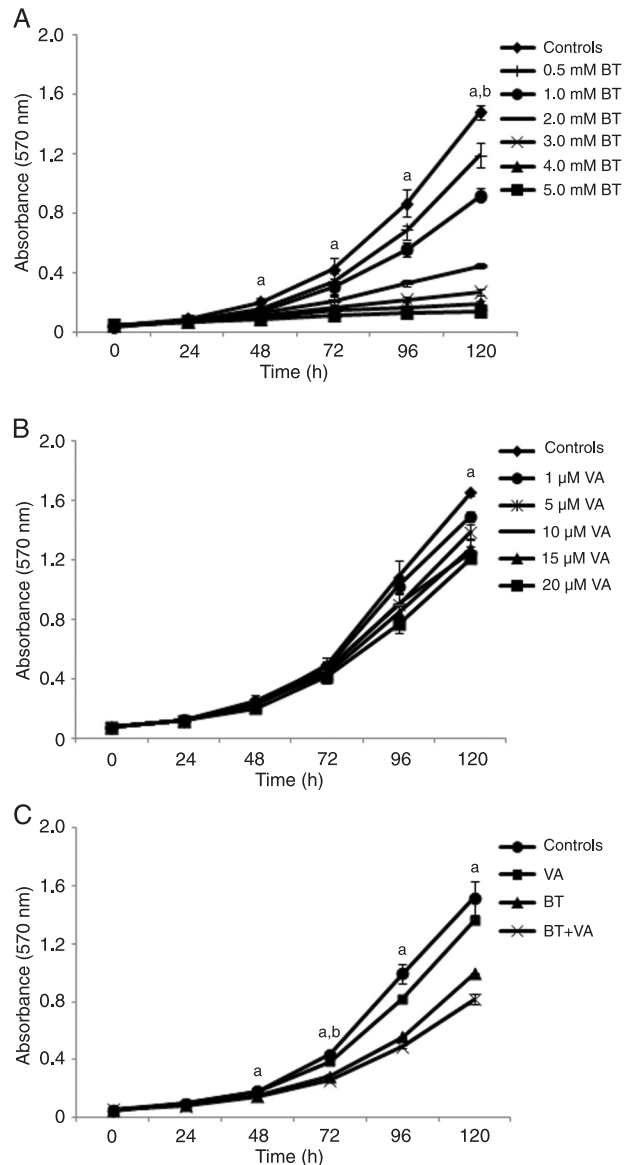 A
Absorbance (570 nm)
2.0
1.6
1.2
0.8
0.4
0
a
a
a
a,b
0
24
48
72
96
120
Time (h)
Controls
0.5 mM BT
1.0 mM BT
2.0 mM BT
3.0 mM BT
4.0 mM BT
5.0 mM BT
B
Absorbance (570 nm)
2.0
1.6
1.2
0.8
0.4
0
a
0
24
48
72
96
120
Time (h)
Controls
1 µM VA
5 µM VA
10 µM VA
15 µM VA
20 µM VA
C
Absorbance (570 nm)
2.0
1.6
1.2
0.8
0.4
0
a
a,b
a
a
0
24
48
72
96
120
Time (h)
Controls
VA
BT
BT+VA